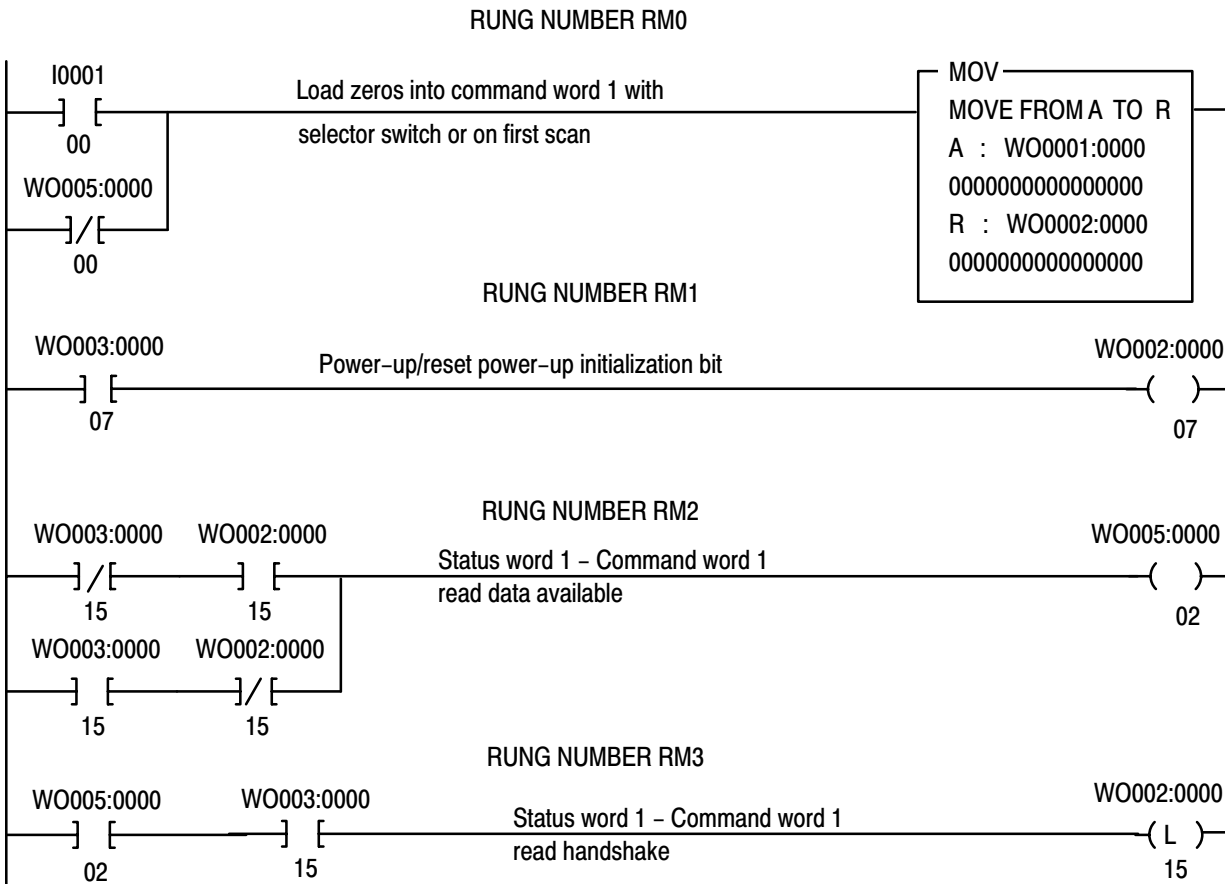 RUNG NUMBER RM0
I0001
00
WO005:0000
00
Load zeros into command word 1 with
selector switch or on first scan
MOV
MOVE FROM A TO R
A : WO0001:0000
0000000000000000
R : WO0002:0000
0000000000000000
RUNG NUMBER RM1
WO003:0000
07
Power-up/reset power-up initialization bit
WO002:0000
07
RUNG NUMBER RM2
WO003:0000 WO002:0000
15 15
WO003:0000 WO002:0000
15 15
Status word 1 – Command word 1
read data available
WO005:0000
02
RUNG NUMBER RM3
WO005:0000 WO003:0000
02 15
Status word 1 – Command word 1
read handshake
WO002:0000
L
15